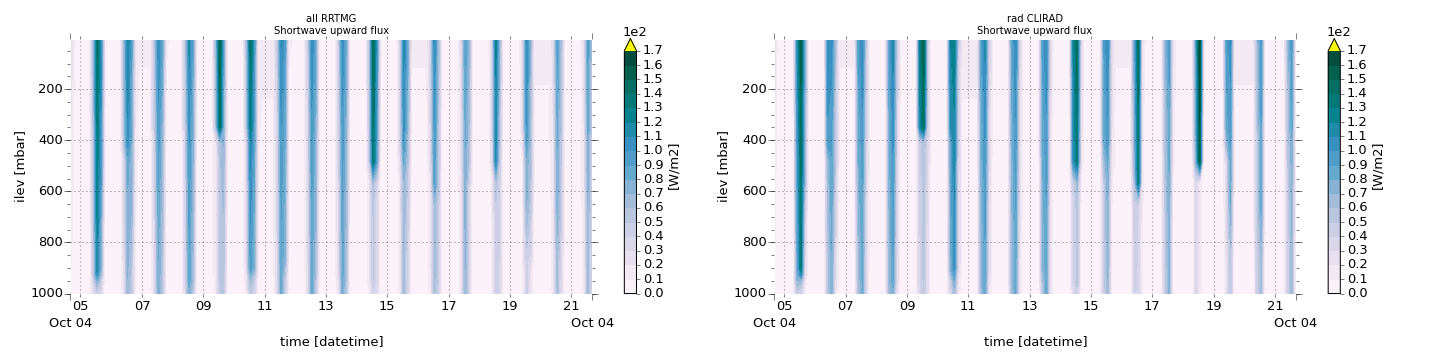 all RRTMG
Shortwave upward flux
1e2
ilev [mbar]
200
400
600
800
1000
05 07 09 11 13 15 17 19 21
Oct 04 Oct 04
time [datetime]
1.7
1.6
1.5
1.4
1.3
1.2
1.1
1.0
0.9
0.8
0.7
0.6
0.5
0.4
0.3
0.2
0.1
0.0
[W/m2]
rad CLIRAD
Shortwave upward flux
1e2
ilev [mbar]
200
400
600
800
1000
05 07 09 11 13 15 17 19 21
Oct 04 Oct 04
time [datetime]
1.7
1.6
1.5
1.4
1.3
1.2
1.1
1.0
0.9
0.8
0.7
0.6
0.5
0.4
0.3
0.2
0.1
0.0
[W/m2]